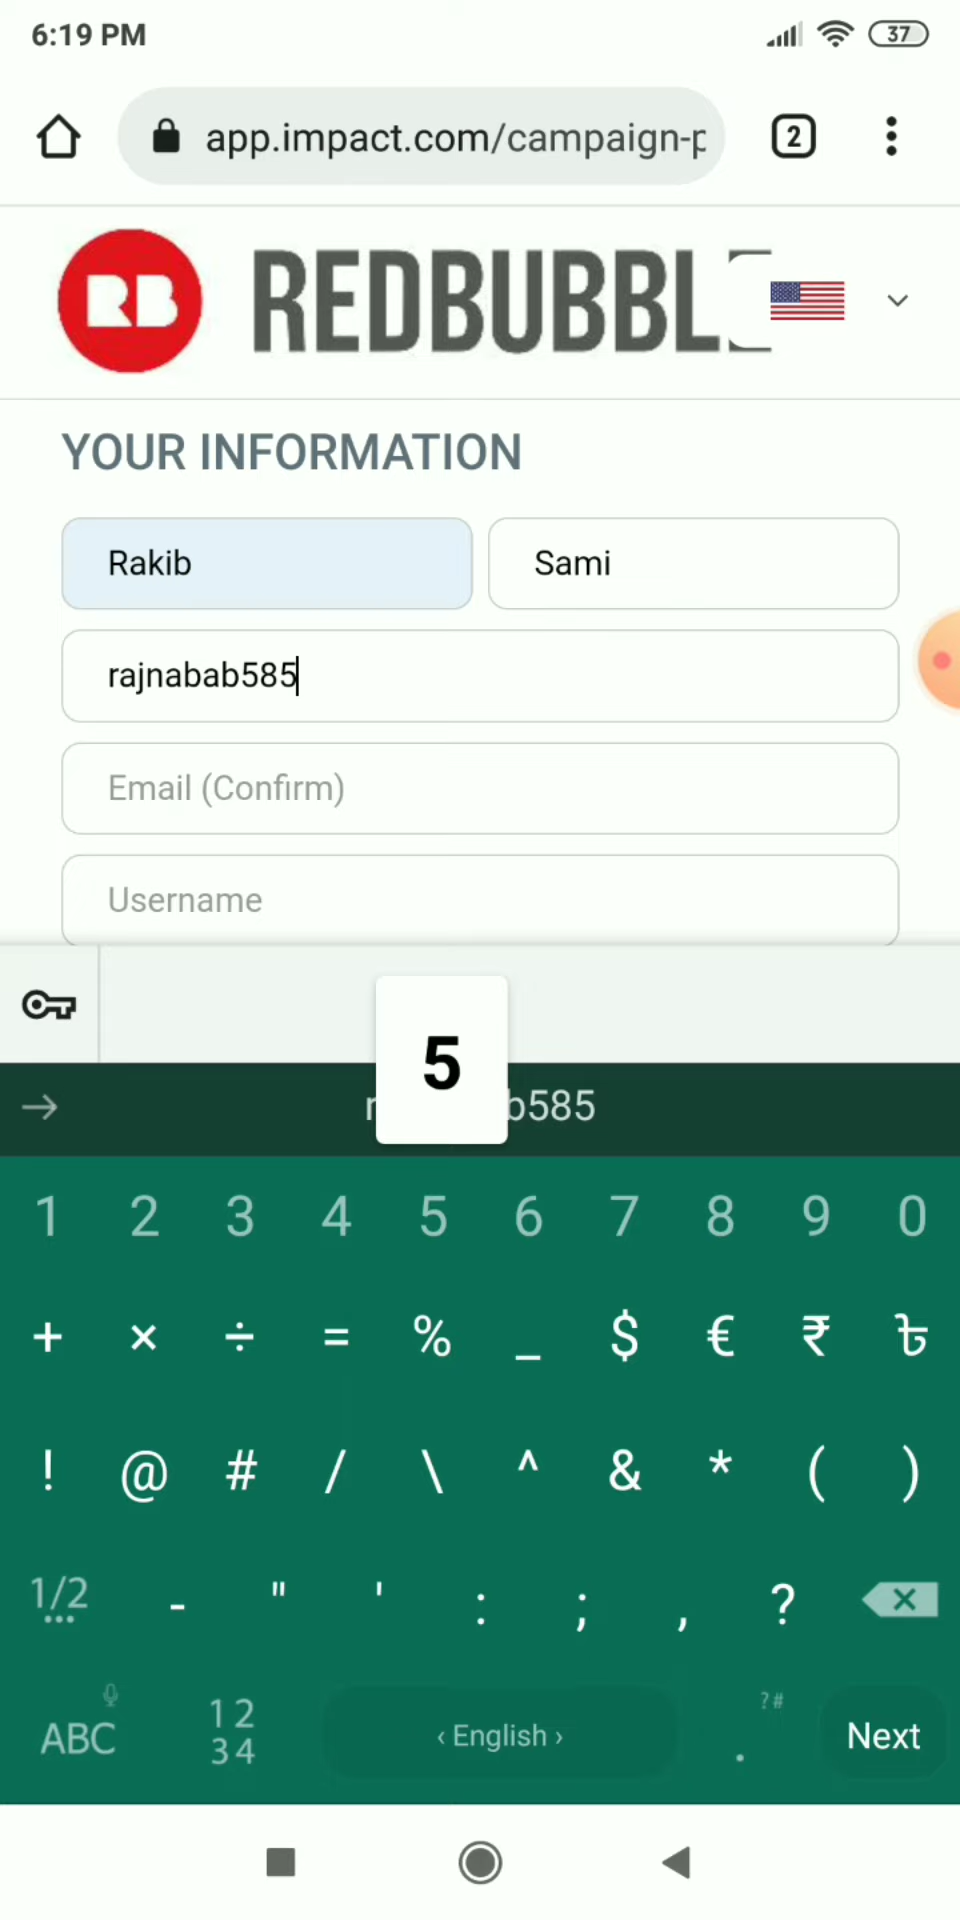 6:19 PM
37
app.impact.com/campaign-p
2
RB REDBUBBL
YOUR INFORMATION
Rakib
Sami
rajnabab585
Email (Confirm)
Username
5
b585
1 2 3 4 5 6 7 8 9 0
+ × ÷ = % _ $ € ₹ ৳
! @ # / \ ^ & * ( )
1/2 - " ' : ; , ?
ABC 12 34 ‹ English › . ?# Next